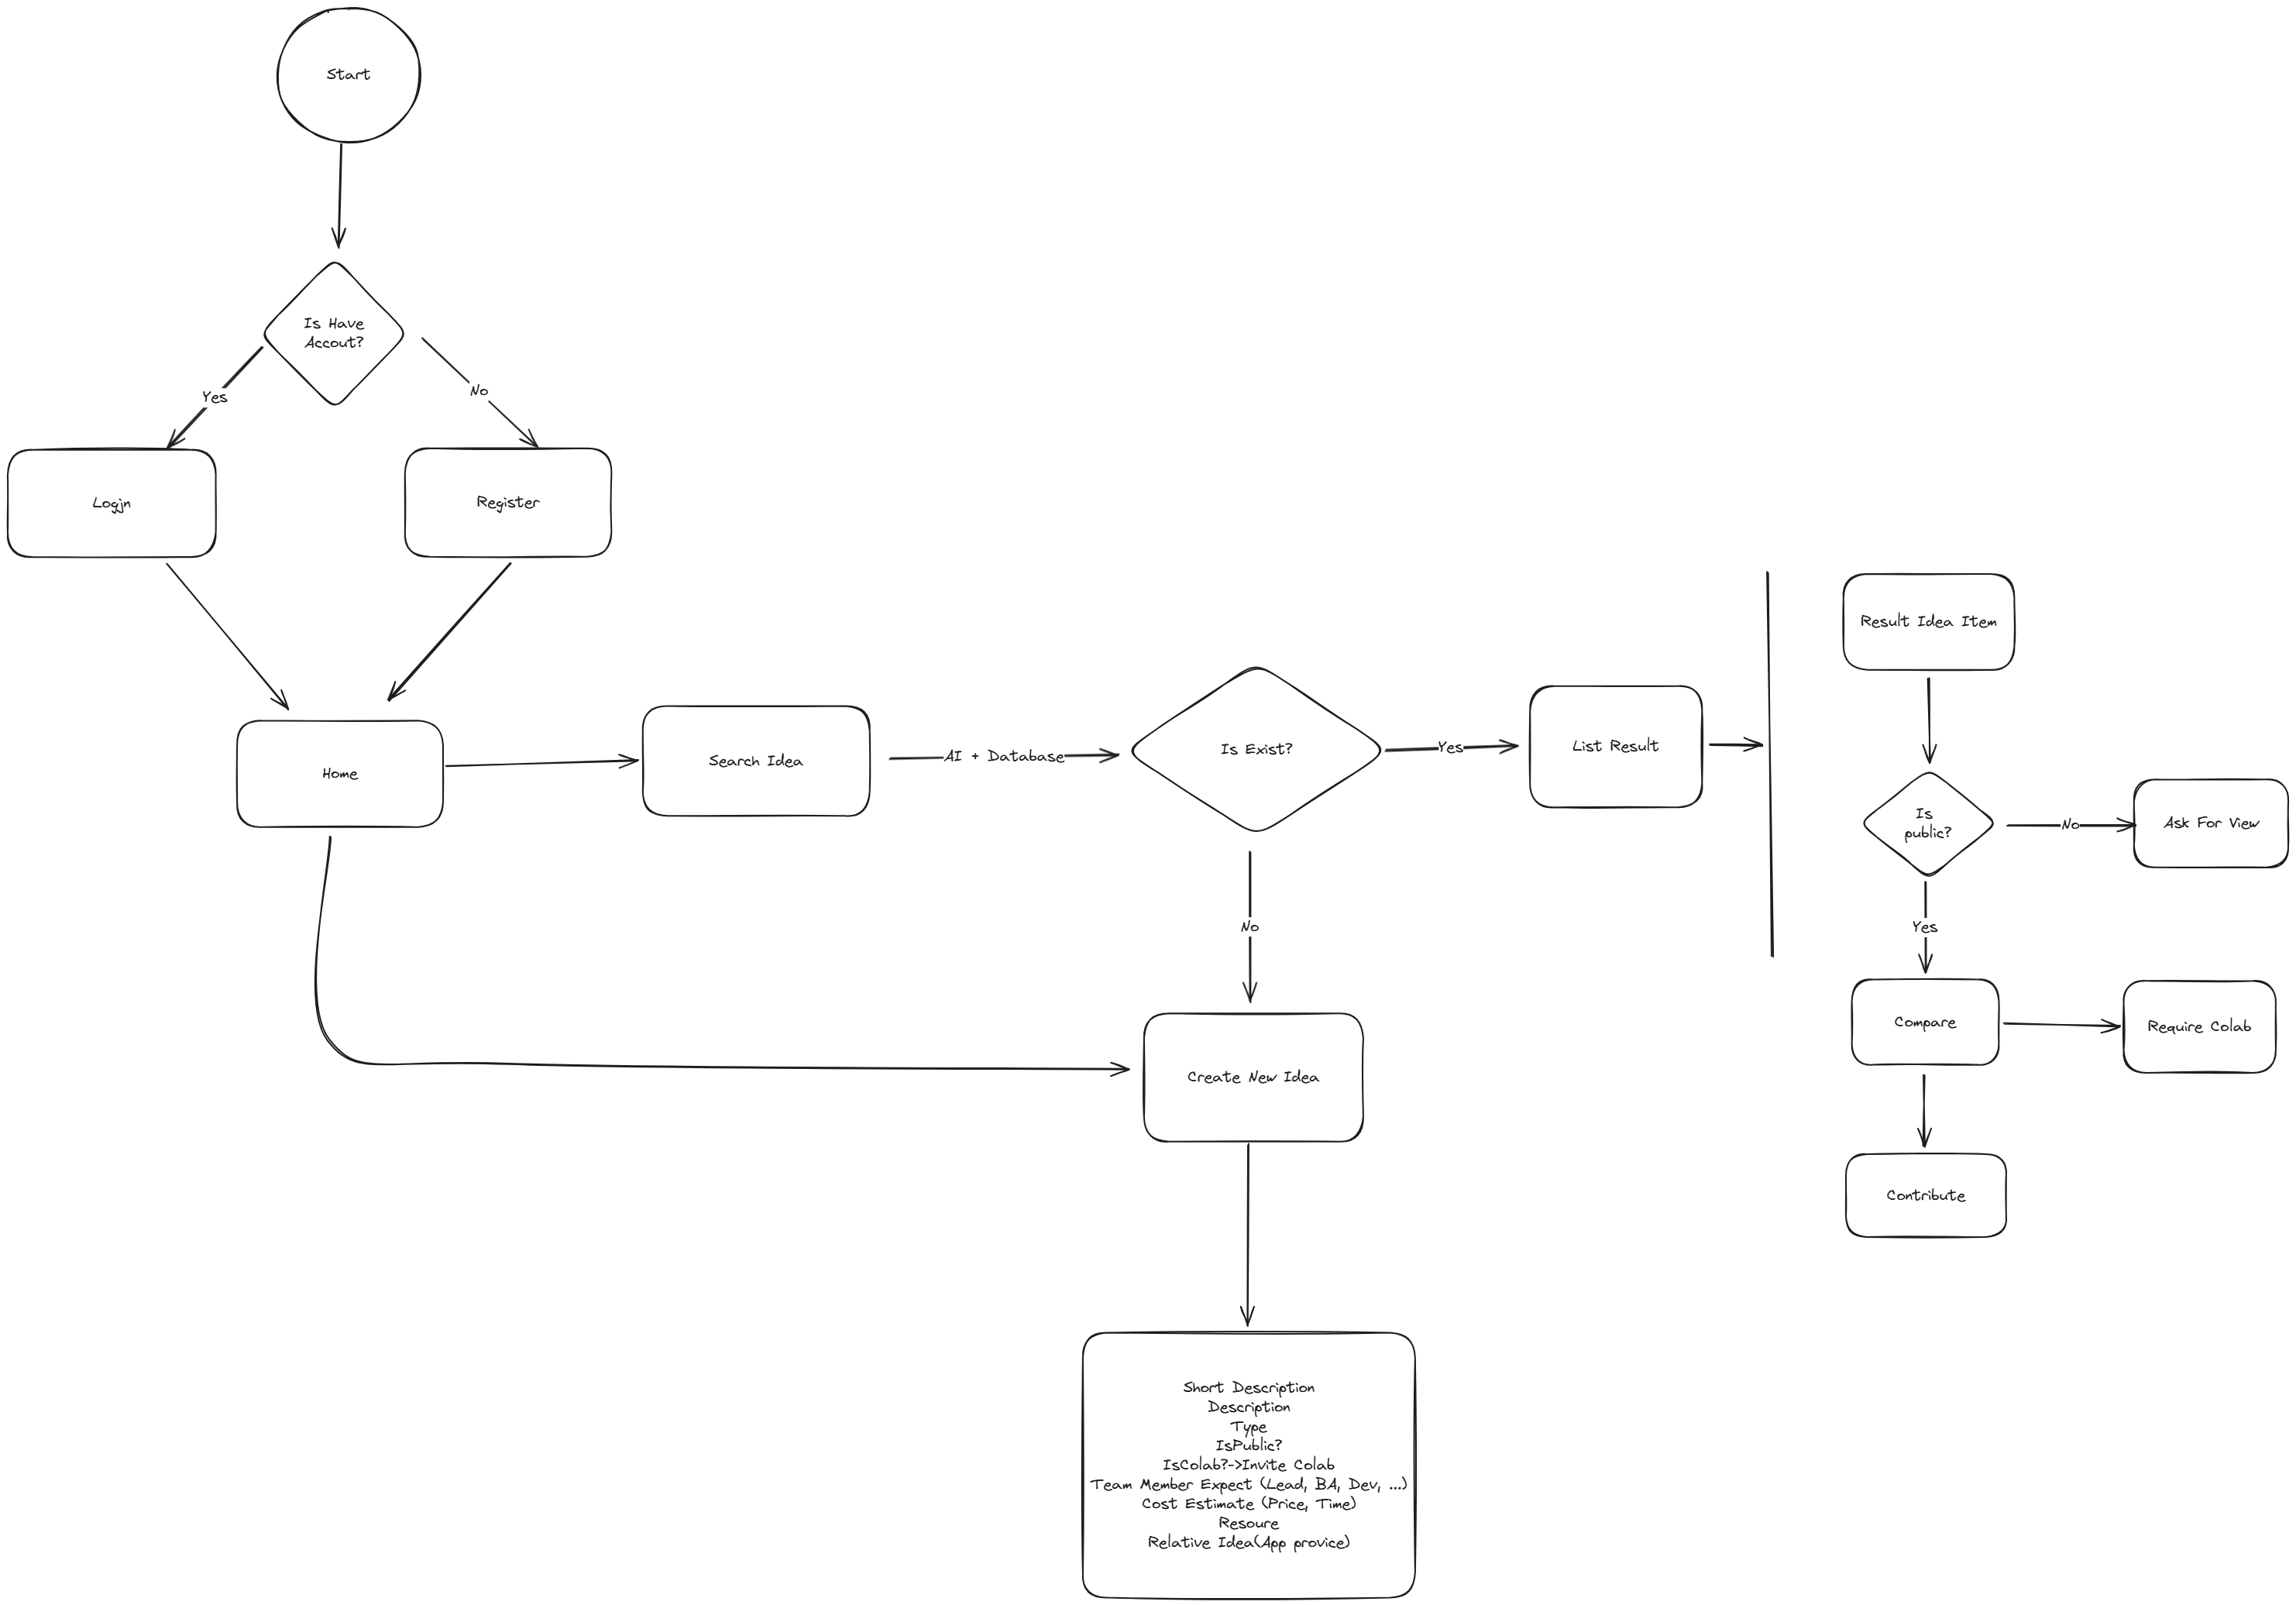 Start
Is Have
Accout?
Yes
No
Logjn
Register
Home
Search Idea
AI + Database
Is Exist?
Yes
List Result
No
Create New Idea
Short Description
Description
Type
IsPublic?
IsColab?->Invite Colab
Team Member Expect (Lead, BA, Dev, ...)
Cost Estimate (Price, Time)
Resoure
Relative Idea(App provice)
Result Idea Item
Is
public?
No
Ask For View
Yes
Compare
Require Colab
Contribute